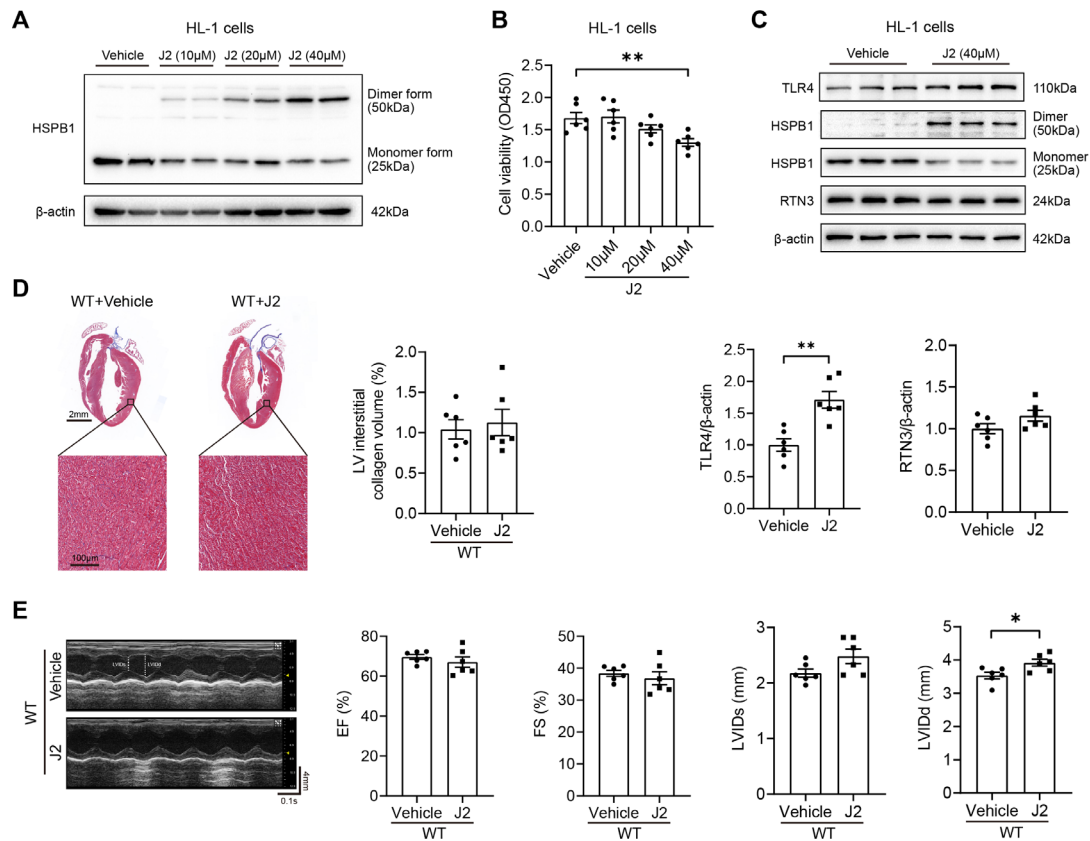 A
HL-1 cells
Vehicle J2 (10μM) J2 (20μM) J2 (40μM)
HSPB1
Dimer form
(50kDa)
Monomer form
(25kDa)
β-actin
42kDa
B
HL-1 cells
**
Cell viability (OD450)
2.5
2.0
1.5
1.0
0.5
0.0
Vehicle
10μM
20μM
40μM
J2
C
HL-1 cells
Vehicle J2 (40μM)
TLR4 110kDa
HSPB1 Dimer
(50kDa)
HSPB1 Monomer
(25kDa)
RTN3 24kDa
β-actin 42kDa
D
WT+Vehicle WT+J2
2mm
100μm
LV interstitial
collagen volume (%)
2.0
1.5
1.0
0.5
0.0
Vehicle J2
WT
**
TLR4/β-actin
2.5
2.0
1.5
1.0
0.5
0.0
Vehicle J2
RTN3/β-actin
2.0
1.5
1.0
0.5
0.0
Vehicle J2
E
WT
Vehicle
J2
LVIDs LVIDd
4mm
0.1s
EF (%)
80
60
40
20
0
Vehicle J2
WT
FS (%)
50
40
30
20
10
0
Vehicle J2
WT
LVIDs (mm)
3
2
1
0
Vehicle J2
WT
*
LVIDd (mm)
5
4
3
2
1
0
Vehicle J2
WT